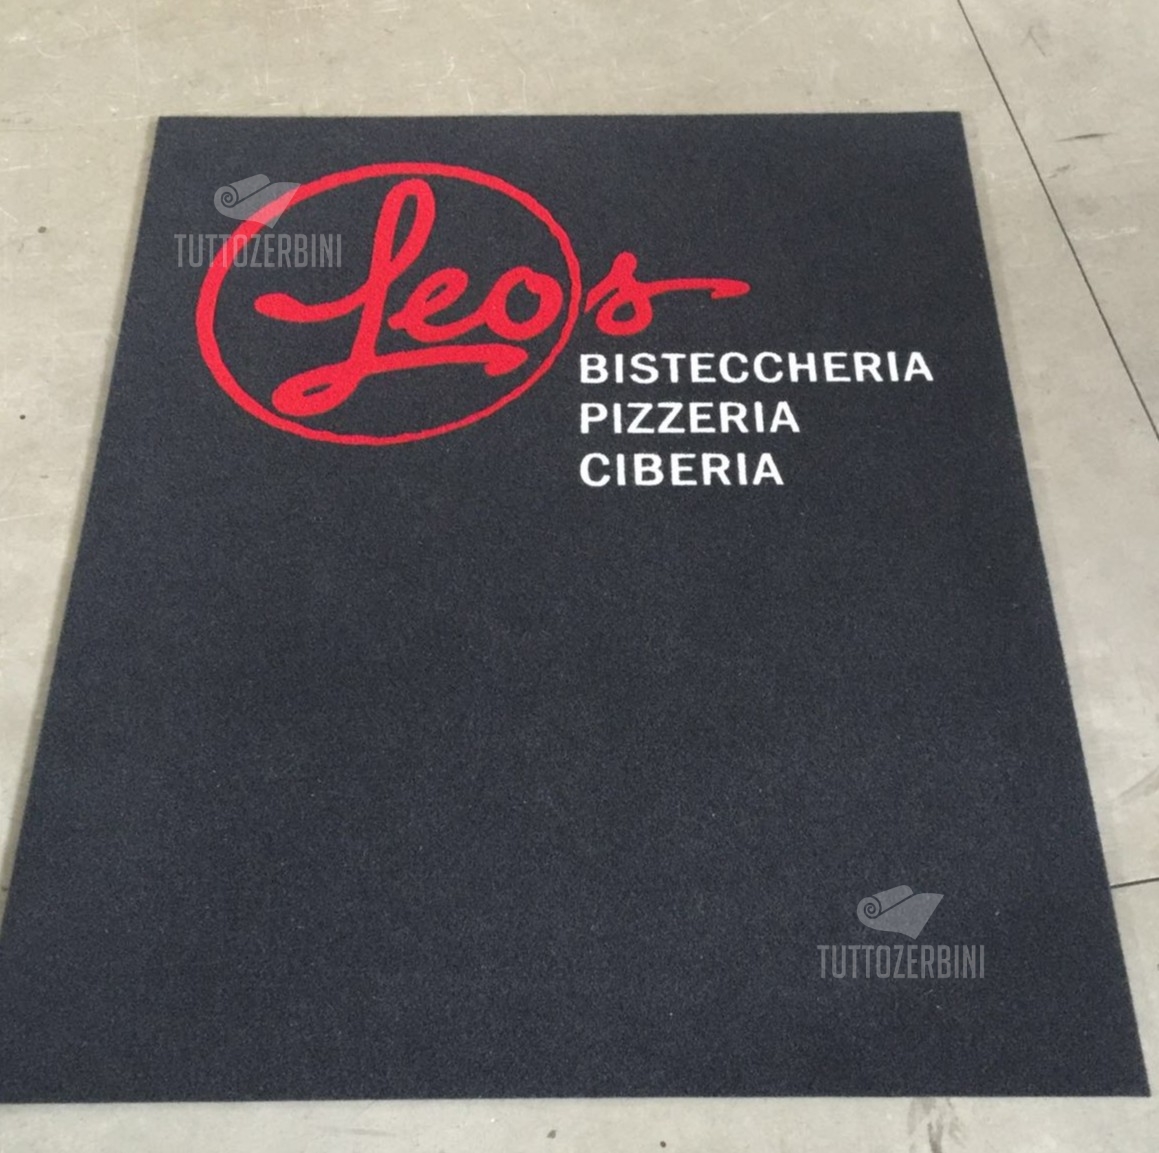 TUTTOZERBINI
Leos
BISTECCHERIA
PIZZERIA
CIBERIA
TUTTOZERBINI